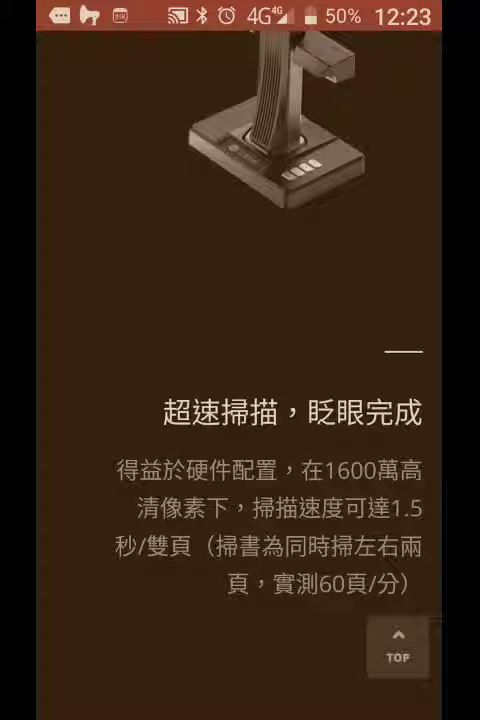 4G 4G 50% 12:23
超速掃描，眨眼完成
得益於硬件配置，在1600萬高
清像素下，掃描速度可達1.5
秒/雙頁（掃書為同時掃左右兩
頁，實測60頁/分）
TOP